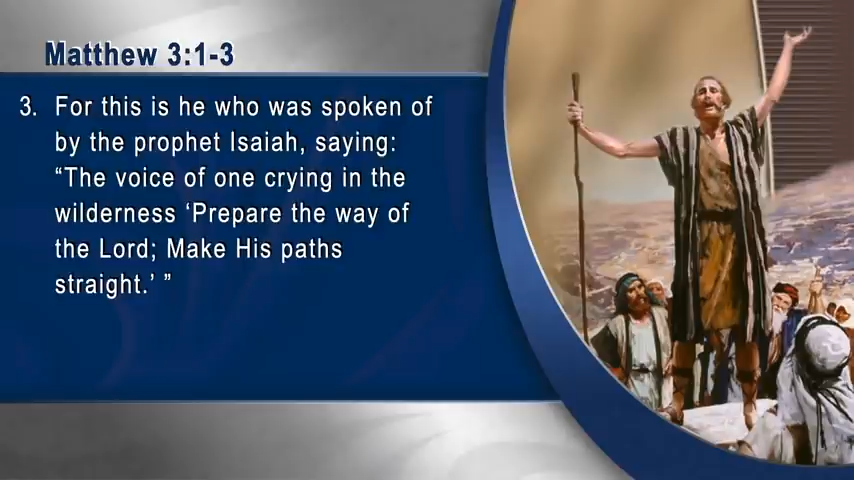 Matthew 3:1-3
3. For this is he who was spoken of
by the prophet Isaiah, saying:
“The voice of one crying in the
wilderness ‘Prepare the way of
the Lord; Make His paths
straight.’ ”